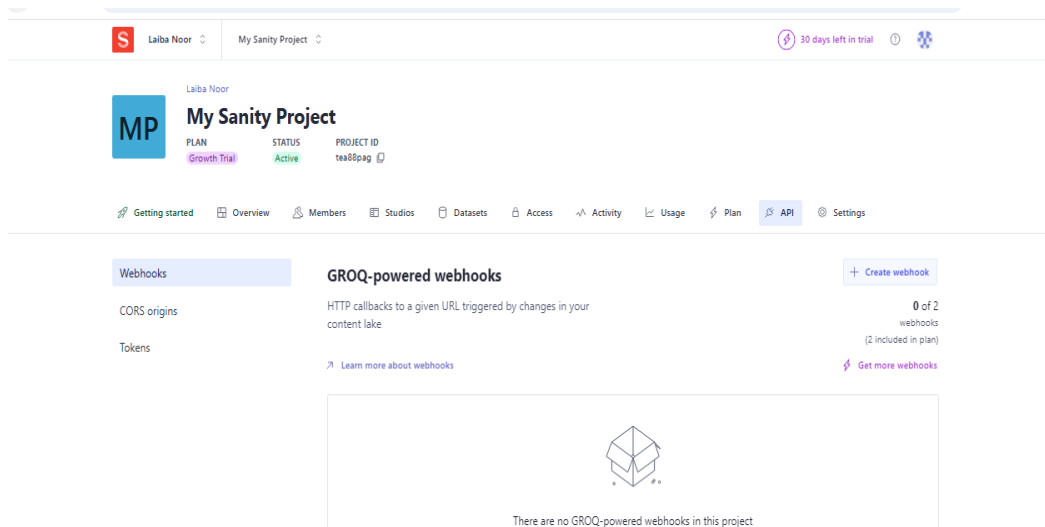 S Laiba Noor My Sanity Project 30 days left in trial
Laiba Noor
MP My Sanity Project
PLAN STATUS PROJECT ID
Growth Trial Active tea88pag
Getting started Overview Members Studios Datasets Access Activity Usage Plan API Settings
Webhooks
CORS origins
Tokens
GROQ-powered webhooks
+ Create webhook
HTTP callbacks to a given URL triggered by changes in your
content lake
0 of 2
webhooks
(2 included in plan)
Learn more about webhooks
Get more webhooks
There are no GROQ-powered webhooks in this project